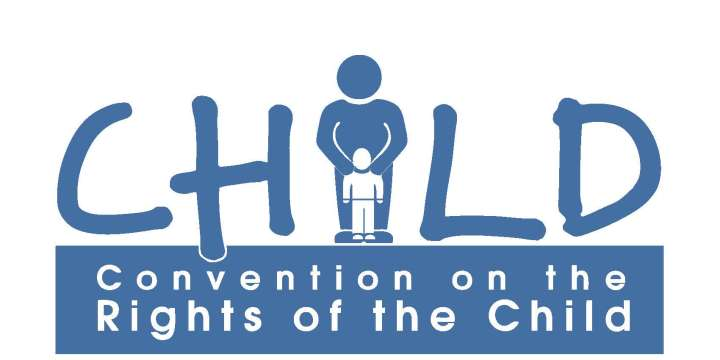 CHILD
Convention on the
Rights of the Child